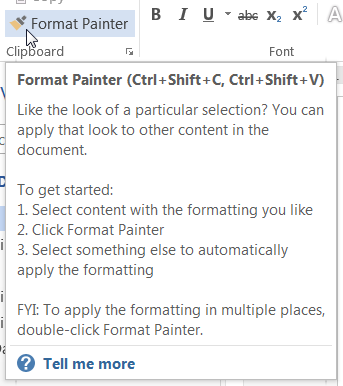 Copy
Format Painter
B I U abc X₂ X² A
Clipboard
Font
Format Painter (Ctrl+Shift+C, Ctrl+Shift+V)
Like the look of a particular selection? You can
apply that look to other content in the
document.
To get started:
1. Select content with the formatting you like
2. Click Format Painter
3. Select something else to automatically
apply the formatting
FYI: To apply the formatting in multiple places,
double-click Format Painter.
Tell me more